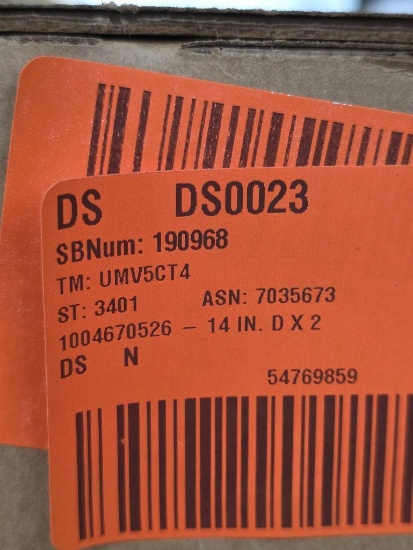 DS DS0023
SBNum: 190968
TM: UMV5CT4
ST: 3401 ASN: 7035673
1004670526 – 14 IN. D X 2
DS N
54769859